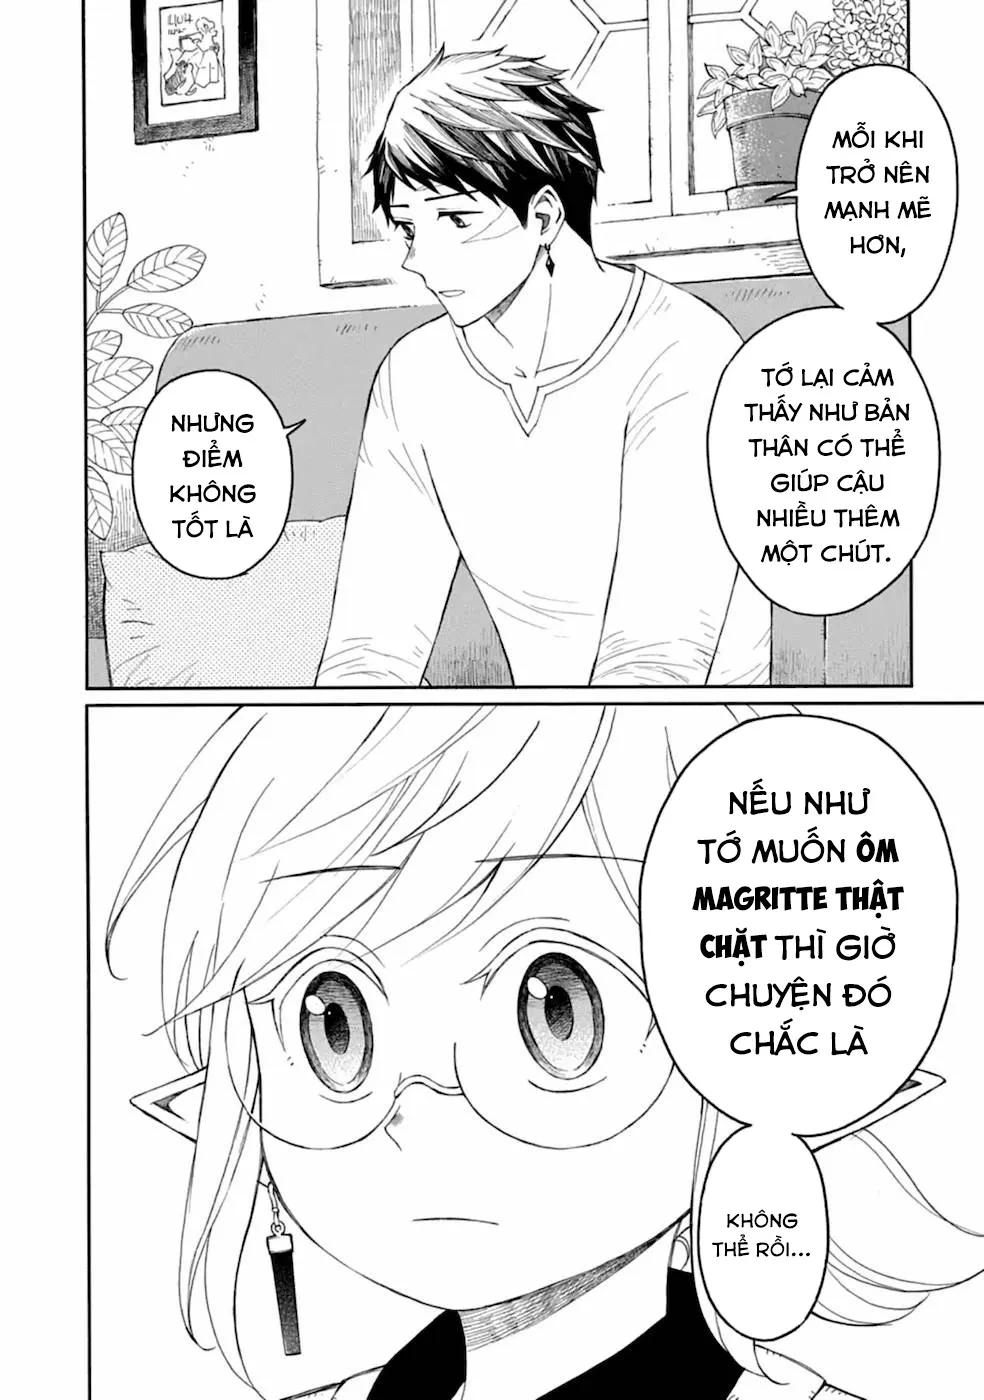 MỖI KHI
TRỞ NÊN
MẠNH MẼ
HƠN,
TỚ LẠI CẢM
THẤY NHƯ BẢN
THÂN CÓ THỂ
GIÚP CẬU
NHIỀU THÊM
MỘT CHÚT.
NHƯNG
ĐIỂM
KHÔNG
TỐT LÀ
NẾU NHƯ
TỚ MUỐN ÔM
MAGRITTE THẬT
CHẶT THÌ GIỜ
CHUYỆN ĐÓ
CHẮC LÀ
KHÔNG
THỂ RỒI...